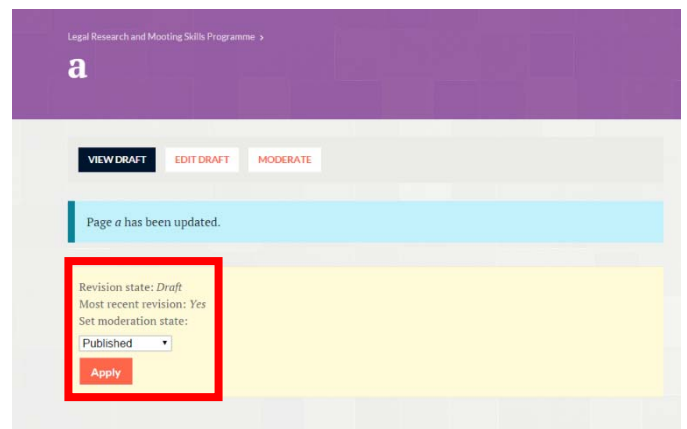 Legal Research and Mooting Skills Programme ›
a
VIEW DRAFT EDIT DRAFT MODERATE
Page a has been updated.
Revision state: Draft
Most recent revision: Yes
Set moderation state:
Published
Apply